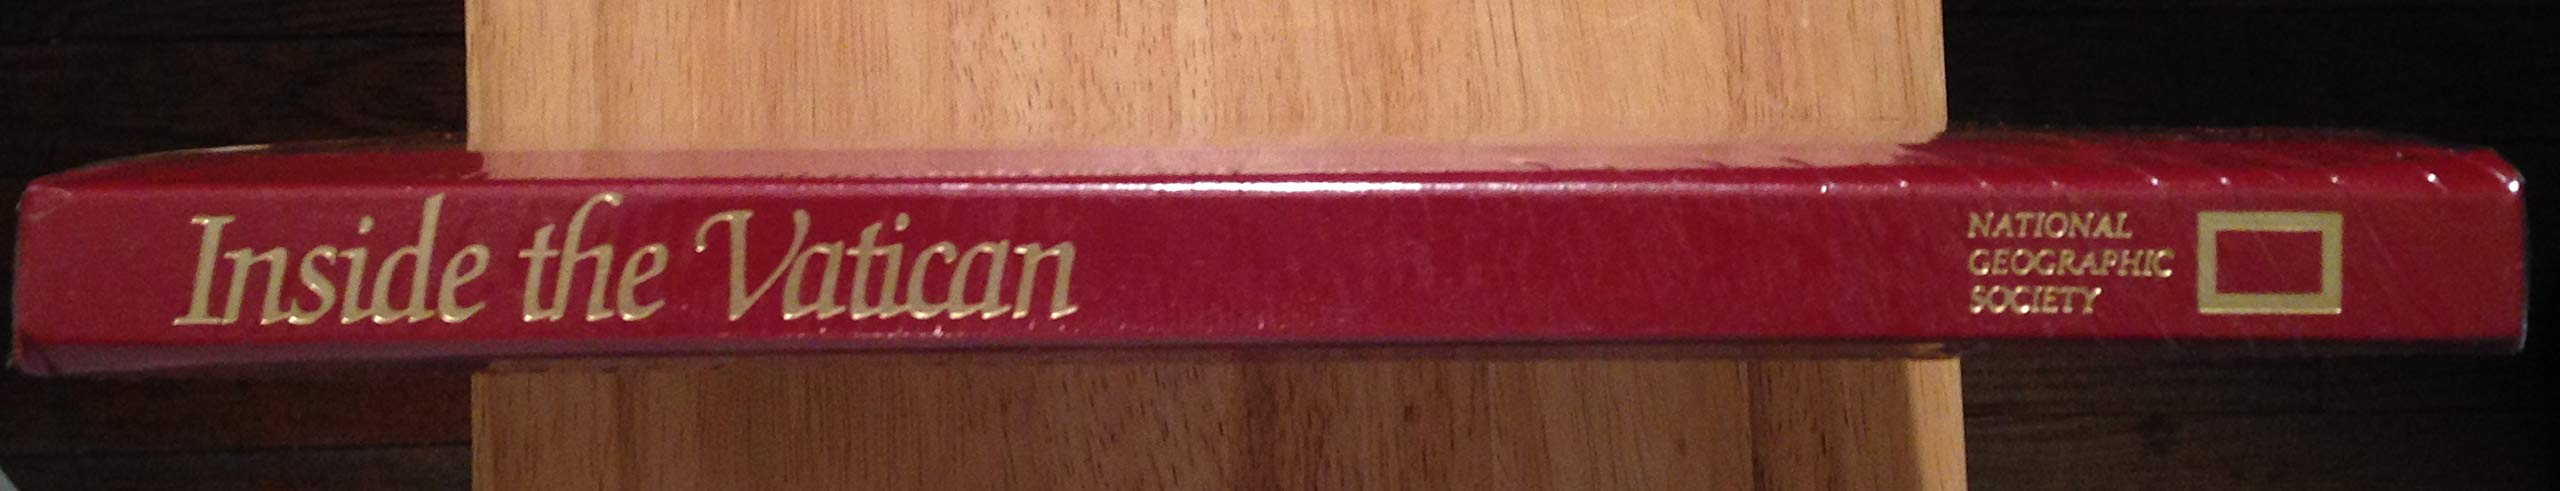 Inside the Vatican
NATIONAL
GEOGRAPHIC
SOCIETY